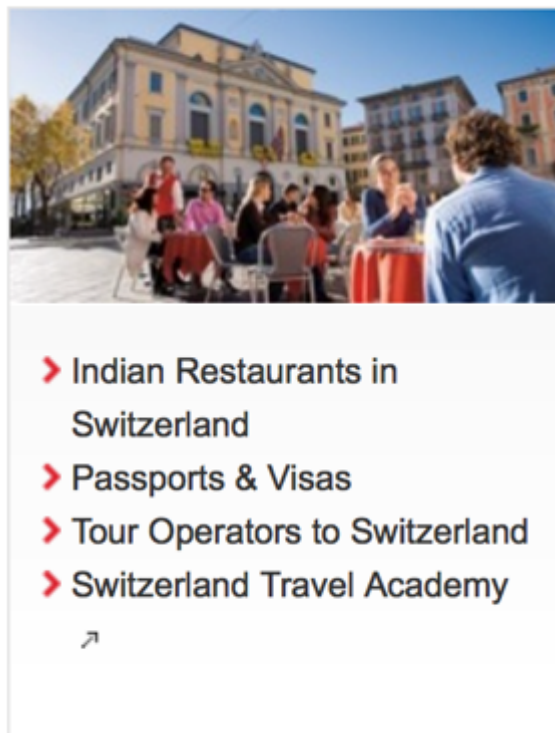 Indian Restaurants in
Switzerland
Passports & Visas
Tour Operators to Switzerland
Switzerland Travel Academy